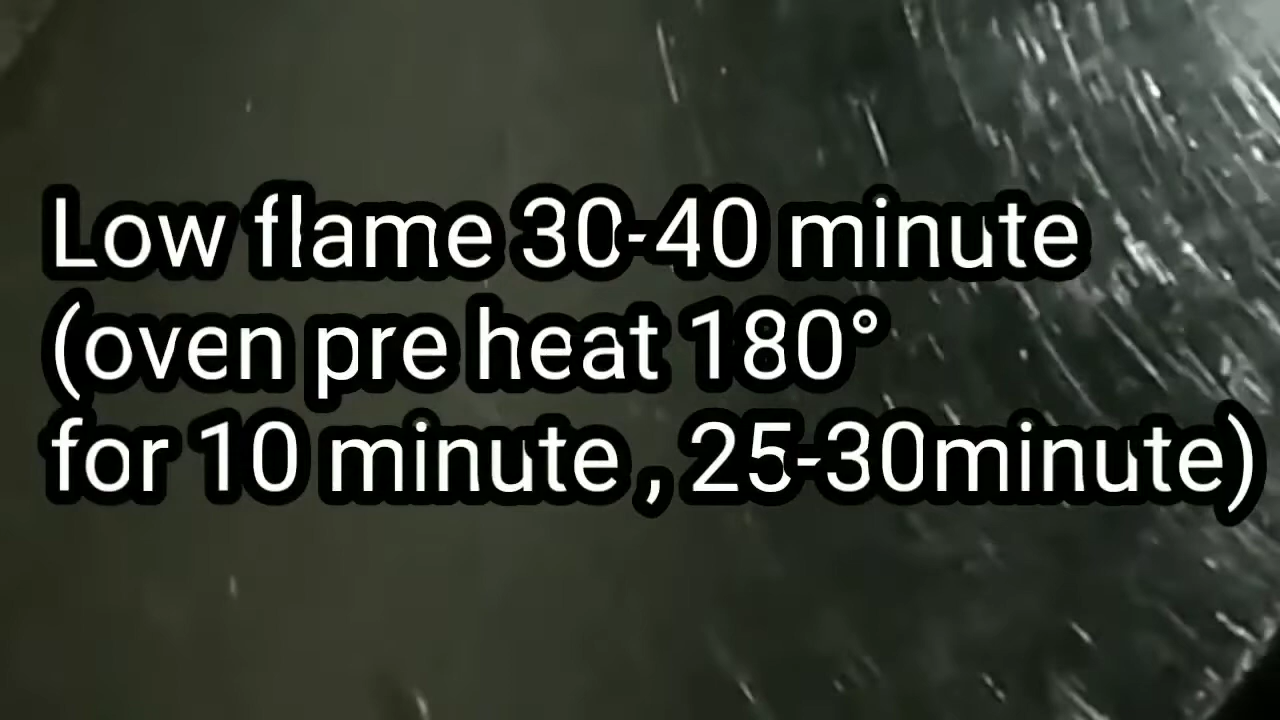 Low flame 30-40 minute
(oven pre heat 180°
for 10 minute , 25-30minute)